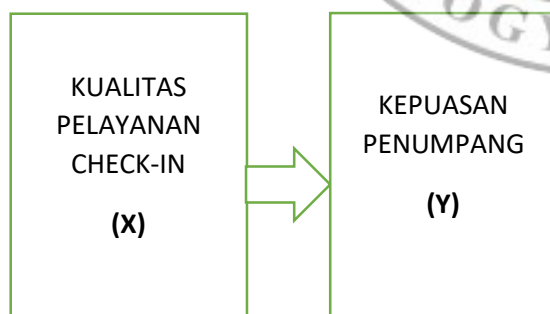 KUALITAS
PELAYANAN
CHECK-IN
(X)
KEPUASAN
PENUMPANG
(Y)